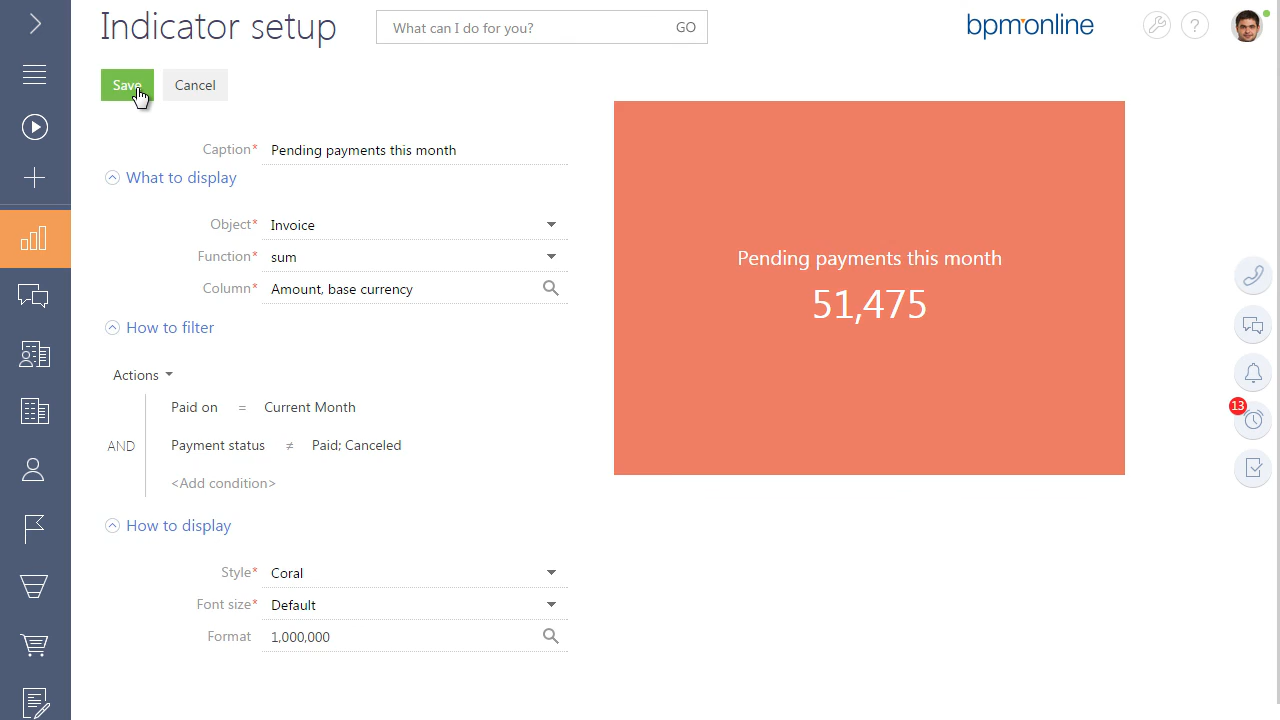 Indicator setup
What can I do for you? GO
bpm'online
Save Cancel
Caption* Pending payments this month
What to display
Object* Invoice
Function* sum
Column* Amount, base currency
How to filter
Actions
Paid on = Current Month
AND Payment status ≠ Paid; Canceled
<Add condition>
How to display
Style* Coral
Font size* Default
Format 1,000,000
Pending payments this month
51,475
?
13